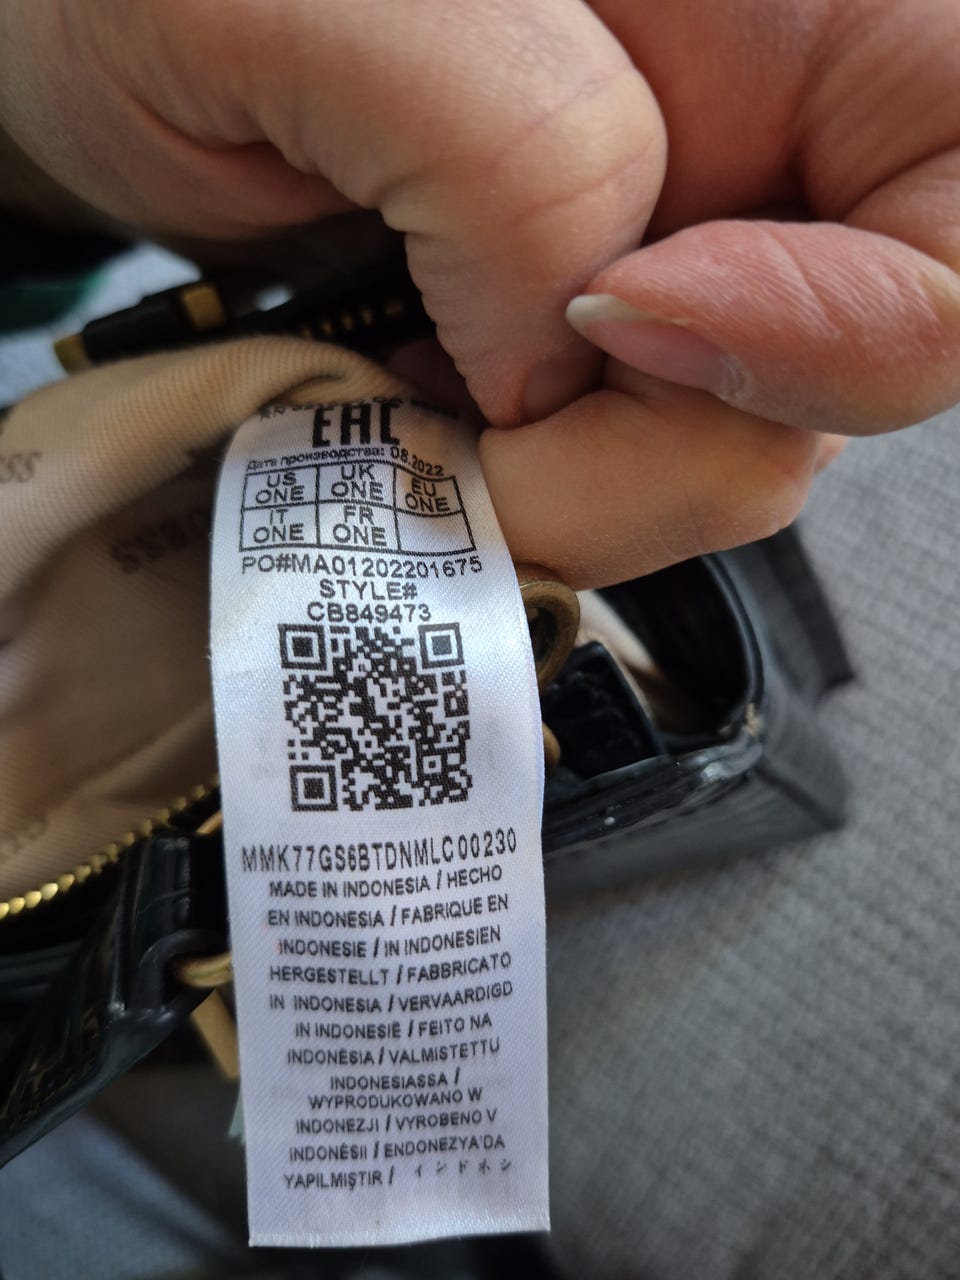 EAC
Дата производства: 08.2022
US ONE UK ONE EU ONE
IT ONE FR ONE
PO#MA01202201675
STYLE#
CB849473
MMK77GS6BTDNMLC00230
MADE IN INDONESIA / HECHO
EN INDONESIA / FABRIQUE EN
INDONESIE / IN INDONESIEN
HERGESTELLT / FABBRICATO
IN INDONESIA / VERVAARDIGD
IN INDONESIË / FEITO NA
INDONÉSIA / VALMISTETTU
INDONESIASSA /
WYPRODUKOWANO W
INDONEZJI / VYROBENO V
INDONÉSII / ENDONEZYA'DA
YAPILMIŞTIR / インドネシ